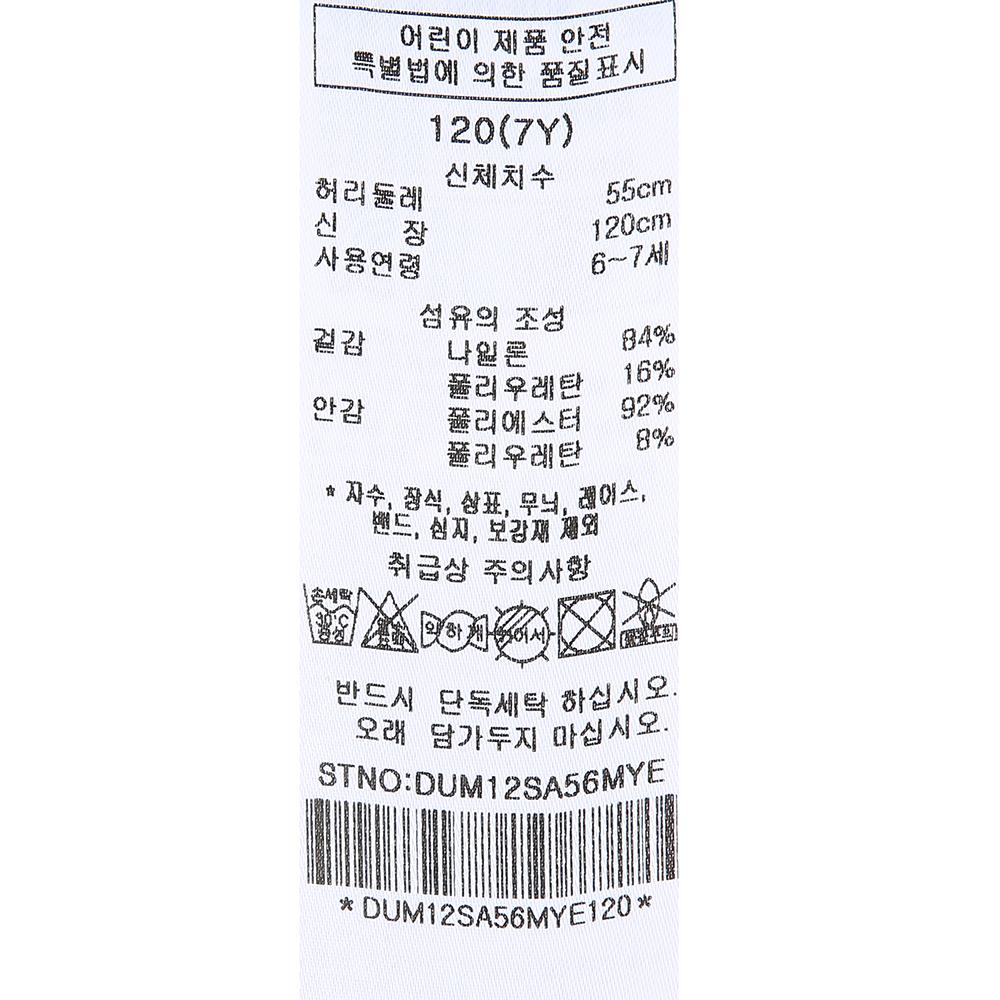 어린이 제품 안전
특별법에 의한 품질표시
120(7Y)
신체치수
허리둘레 55cm
신 장 120cm
사용연령 6~7세
섬유의 조성
겉감 나일론 84%
폴리우레탄 16%
안감 폴리에스터 92%
폴리우레탄 8%
* 자수, 장식, 상표, 무늬, 레이스,
밴드, 심지, 보강재 제외
취급상 주의사항
손세탁
30℃
중성
약하게
뉘어서
반드시 단독세탁 하십시오.
오래 담가두지 마십시오.
STNO:DUM12SA56MYE
*DUM12SA56MYE120*